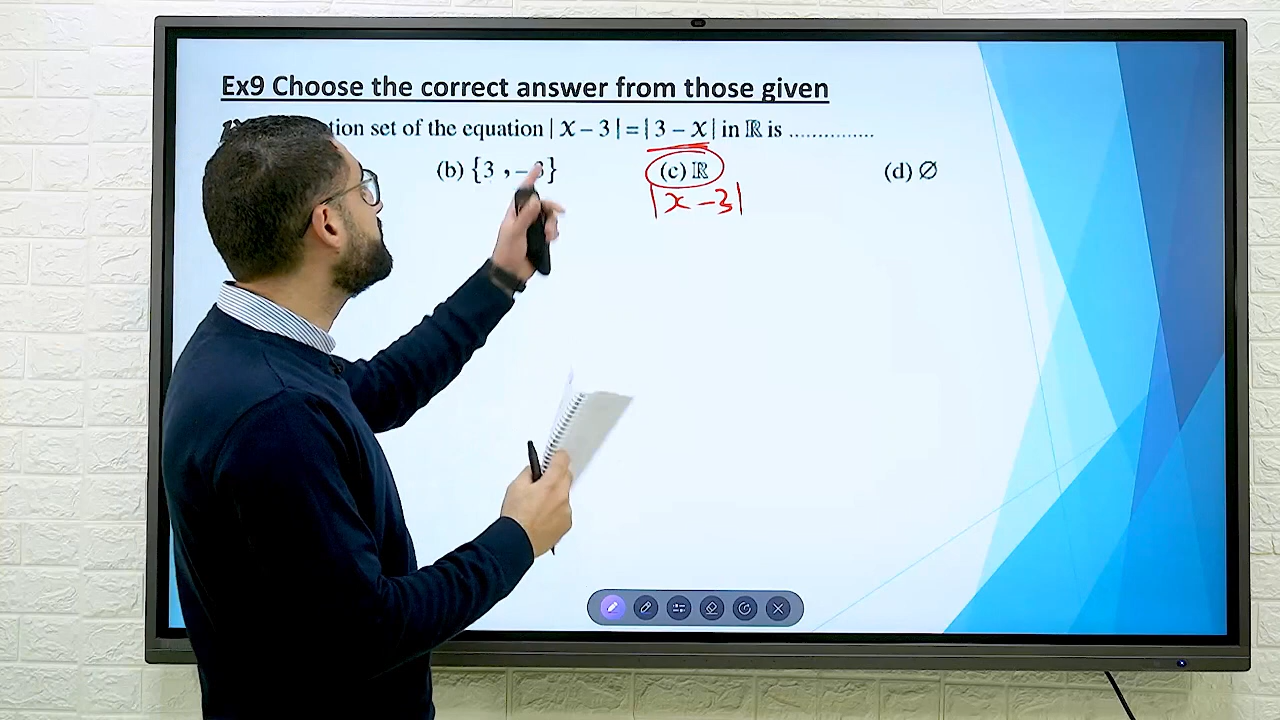 Ex9 Choose the correct answer from those given
tion set of the equation | x – 3 | = | 3 – x | in ℝ is ...............
(b) {3 , –3} (c) ℝ (d) ∅
|x – 3|